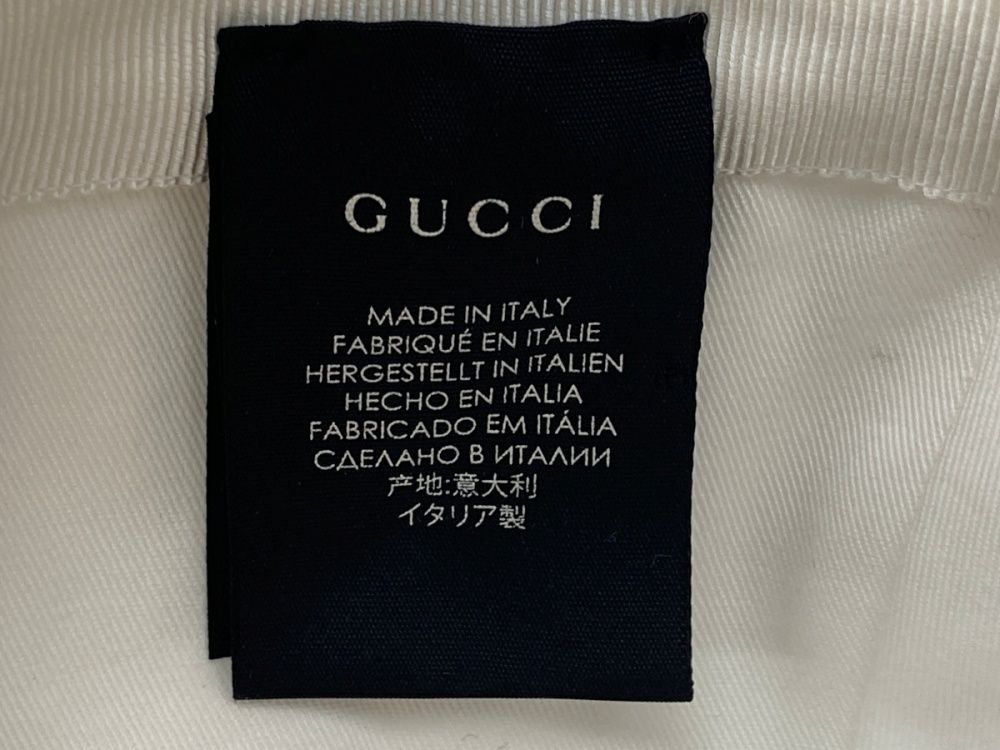 GUCCI
MADE IN ITALY
FABRIQUÉ EN ITALIE
HERGESTELLT IN ITALIEN
HECHO EN ITALIA
FABRICADO EM ITÁLIA
СДЕЛАНО В ИТАЛИИ
产地:意大利
イタリア製